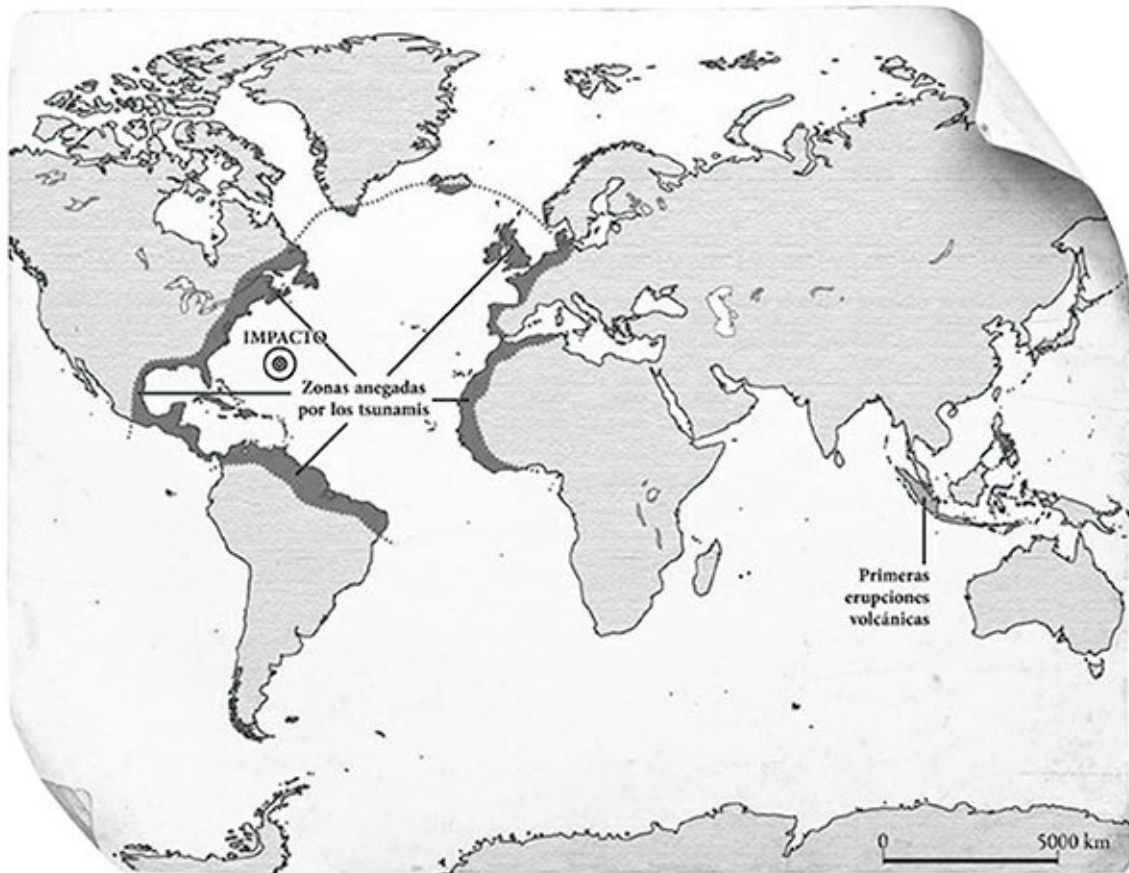 IMPACTO
Zonas anegadas
por los tsunamis
Primeras
erupciones
volcánicas
0 5000 km